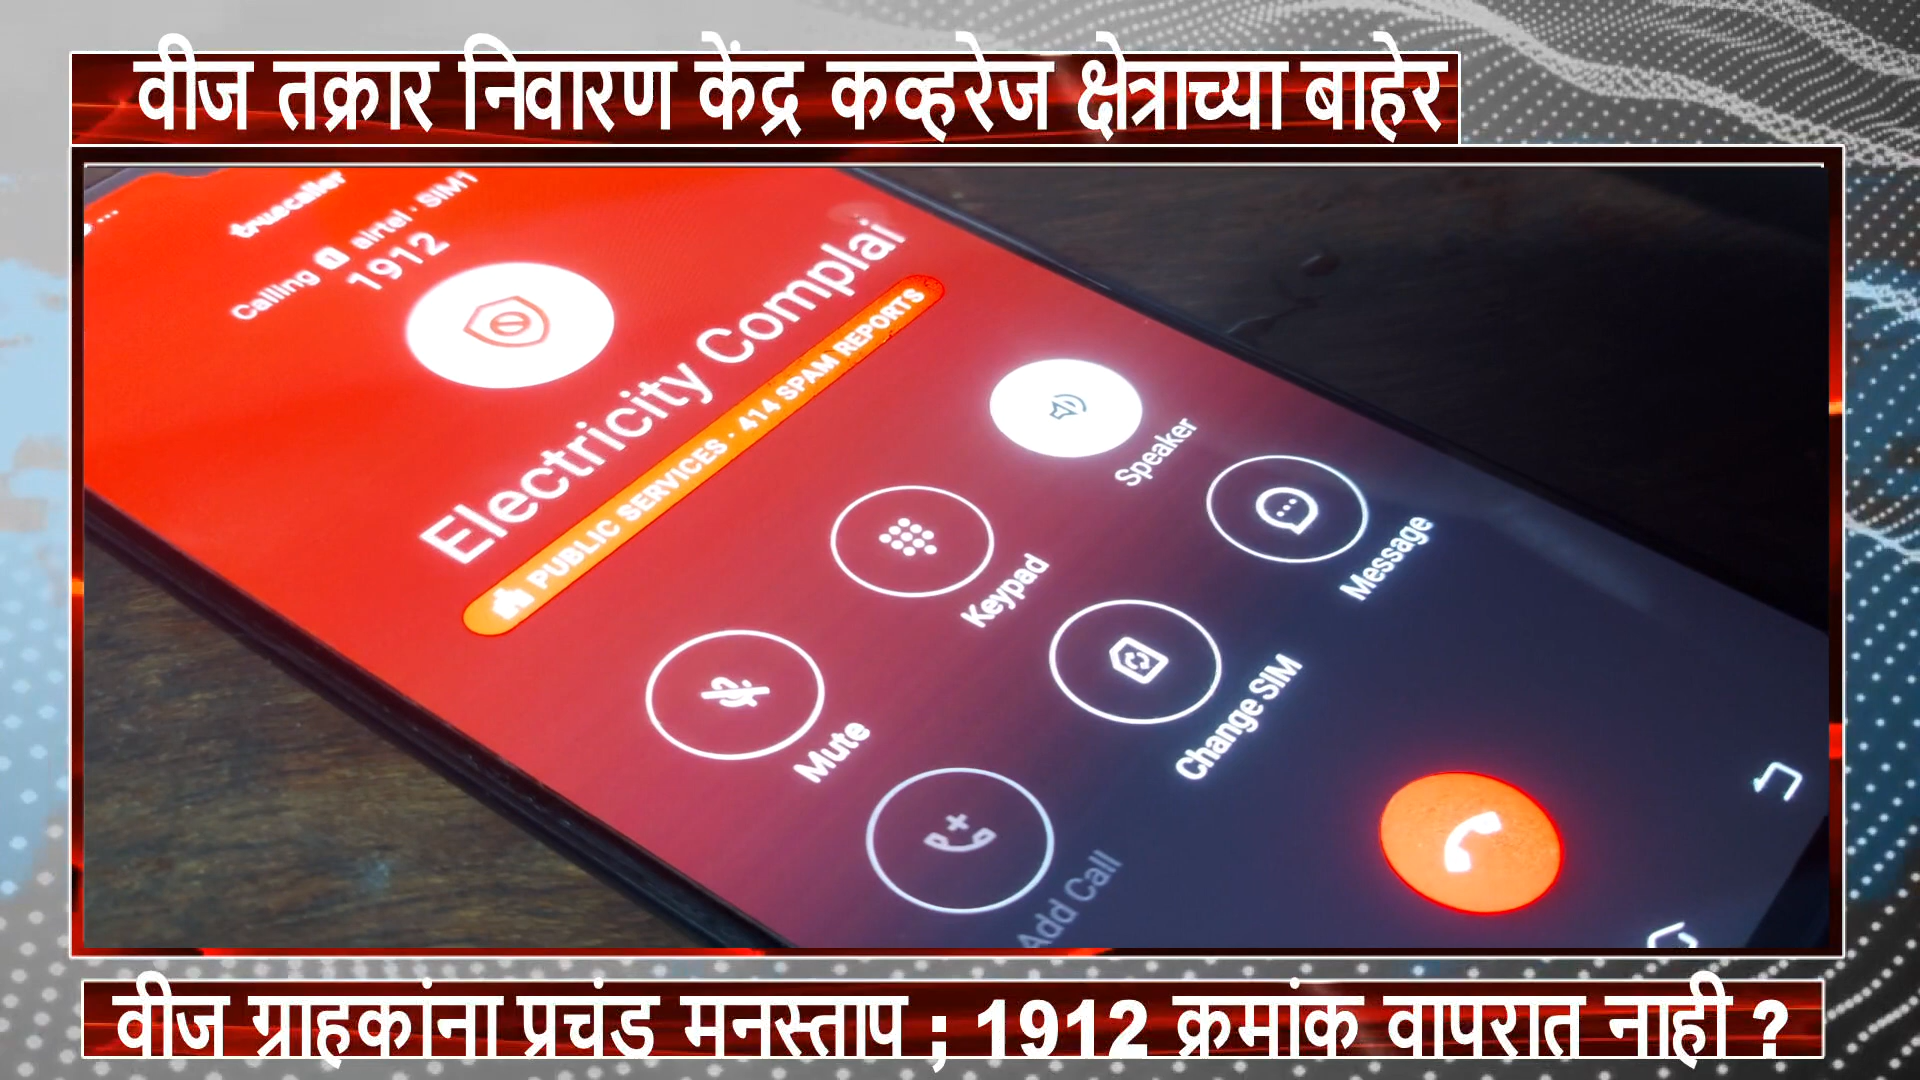 वीज तक्रार निवारण केंद्र कव्हरेज क्षेत्राच्या बाहेर
truecaller
Calling 1 airtel · SIM1
1912
Electricity Complai
PUBLIC SERVICES · 414 SPAM REPORTS
Speaker
Keypad
Message
Mute
Change SIM
Add Call
वीज ग्राहकांना प्रचंड मनस्ताप ; 1912 क्रमांक वापरात नाही ?